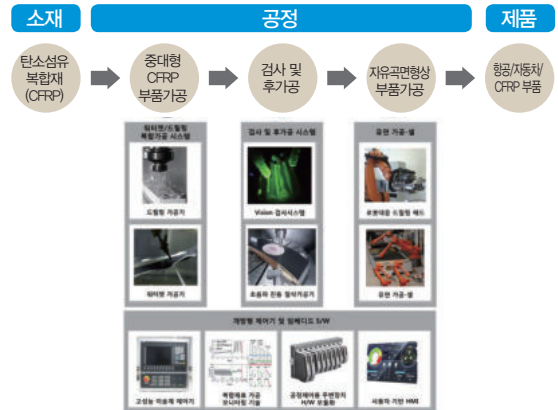 소재
공정
제품
탄소섬유
복합재
(CFRP)
중대형
CFRP
부품가공
검사 및
후가공
자유곡면형상
부품가공
항공/자동차/
CFRP 부품
워터젯/드릴링
복합가공 시스템
검사 및 후가공 시스템
유연 가공-셀
드릴링 가공기
Vision 검사시스템
로봇대응 드릴링 헤드
워터젯 가공기
초음파 진동 절삭가공기
유연 가공-셀
개방형 제어기 및 임베디드 S/W
고성능 이송계 제어기
복합재료 가공
모니터링 기술
공정제어용 주변장치
H/W 모듈화
사용자 기반 HMI